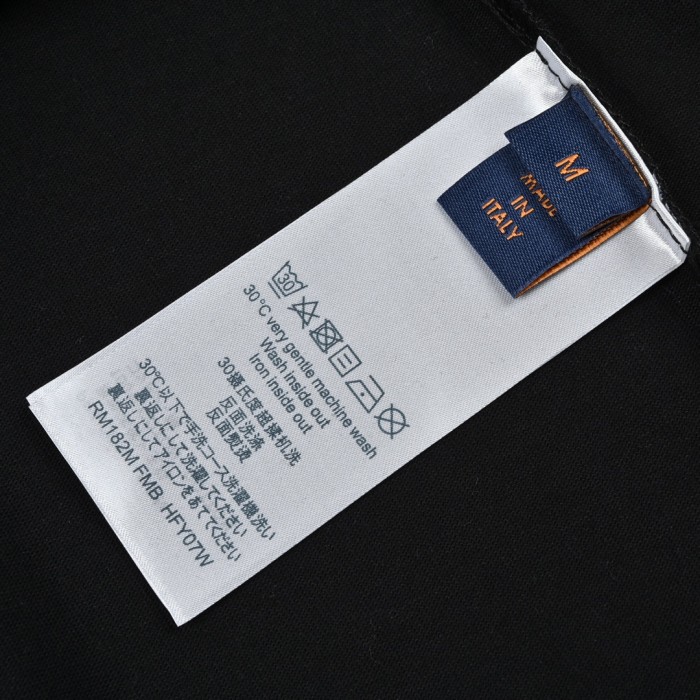 M
MADE
IN
ITALY
30
30°C very gentle machine wash
Wash inside out
Iron inside out
30攝氏度超揉机洗
反面洗涤
反面熨烫
30℃以下で手洗コース洗濯機洗い
裏返しにして洗濯してください
裏返しにしてアイロンをあててください
RM182M FMB HFY07W